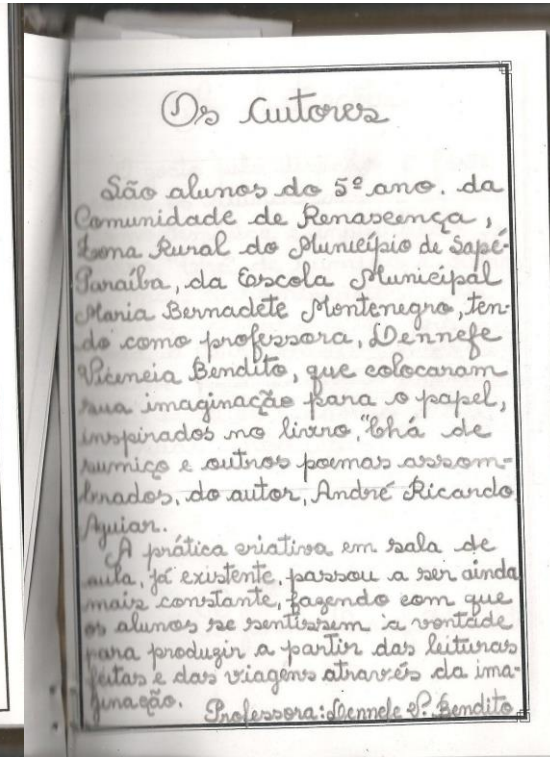 Os Autores
São alunos do 5º ano. da
Comunidade de Renascença,
Zona Rural do Município de Sapé-
Paraíba, da Escola Municipal
Maria Bernadete Montenegro, ten-
do como professora, Dennefe
Vicencia Bendito, que colocaram
sua imaginação para o papel,
inspirados no livro, "Chá de
sumiço e outros poemas assom-
brados, do autor, André Ricardo
Aguiar.
A prática criativa em sala de
aula, já existente, passou a ser ainda
mais constante, fazendo com que
os alunos se sentissem à vontade
para produzir a partir das leituras
feitas e das viagens através da ima-
ginação.
Professora: Dennefe V. Bendito